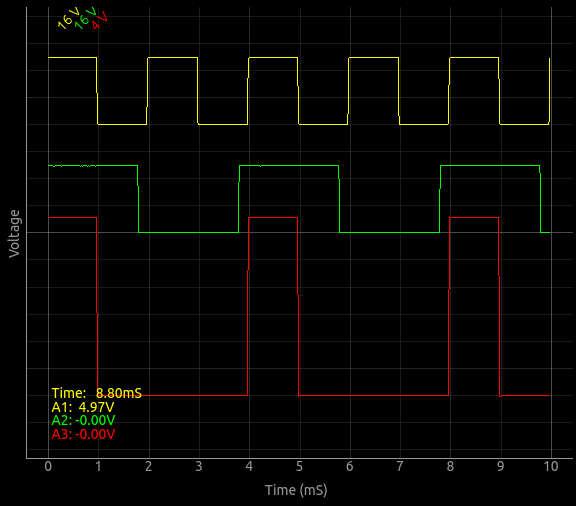 16 V 16 V 4 V
Voltage
Time: 8.80mS
A1: 4.97V
A2: -0.00V
A3: -0.00V
0 1 2 3 4 5 6 7 8 9 10
Time (mS)